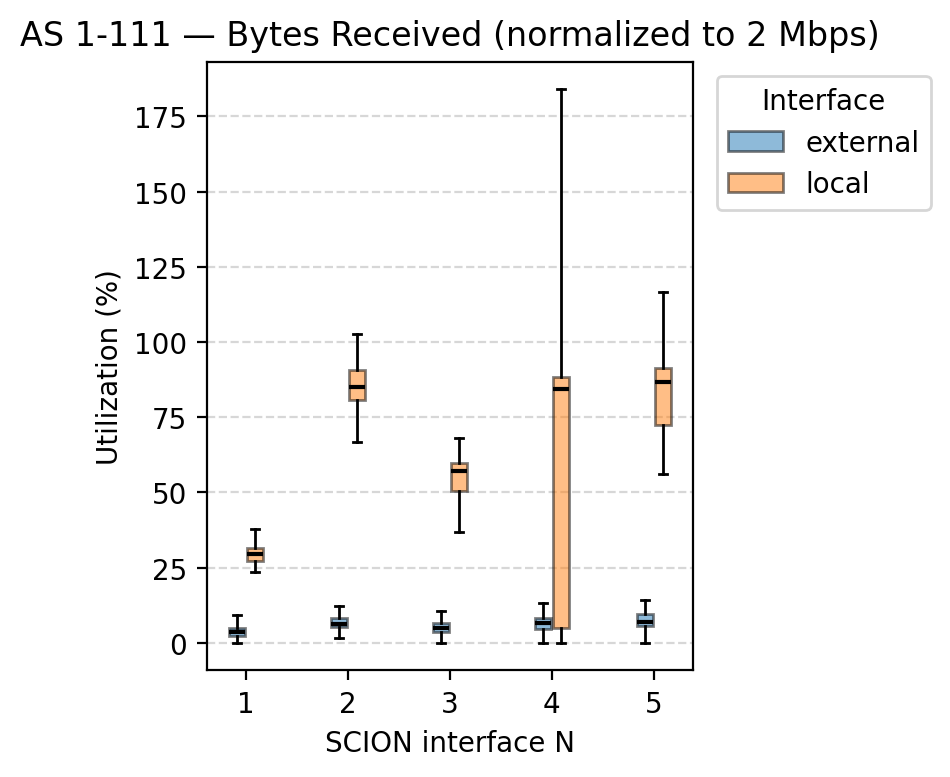 AS 1-111 — Bytes Received (normalized to 2 Mbps)
Interface
external
local
Utilization (%)
175
150
125
100
75
50
25
0
1 2 3 4 5
SCION interface N